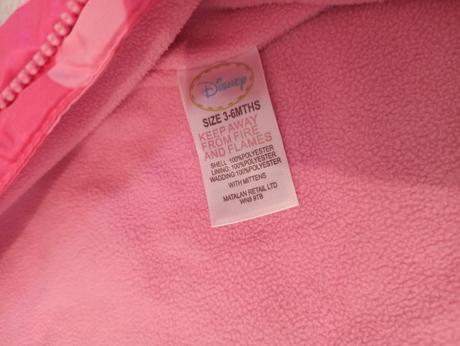 Disney
SIZE 3-6MTHS
KEEP AWAY
FROM FIRE
AND FLAMES
SHELL: 100%POLYESTER
LINING: 100%POLYESTER
WADDING:100%POLYESTER
WITH MITTENS
MATALAN RETAIL LTD
WN8 9TB